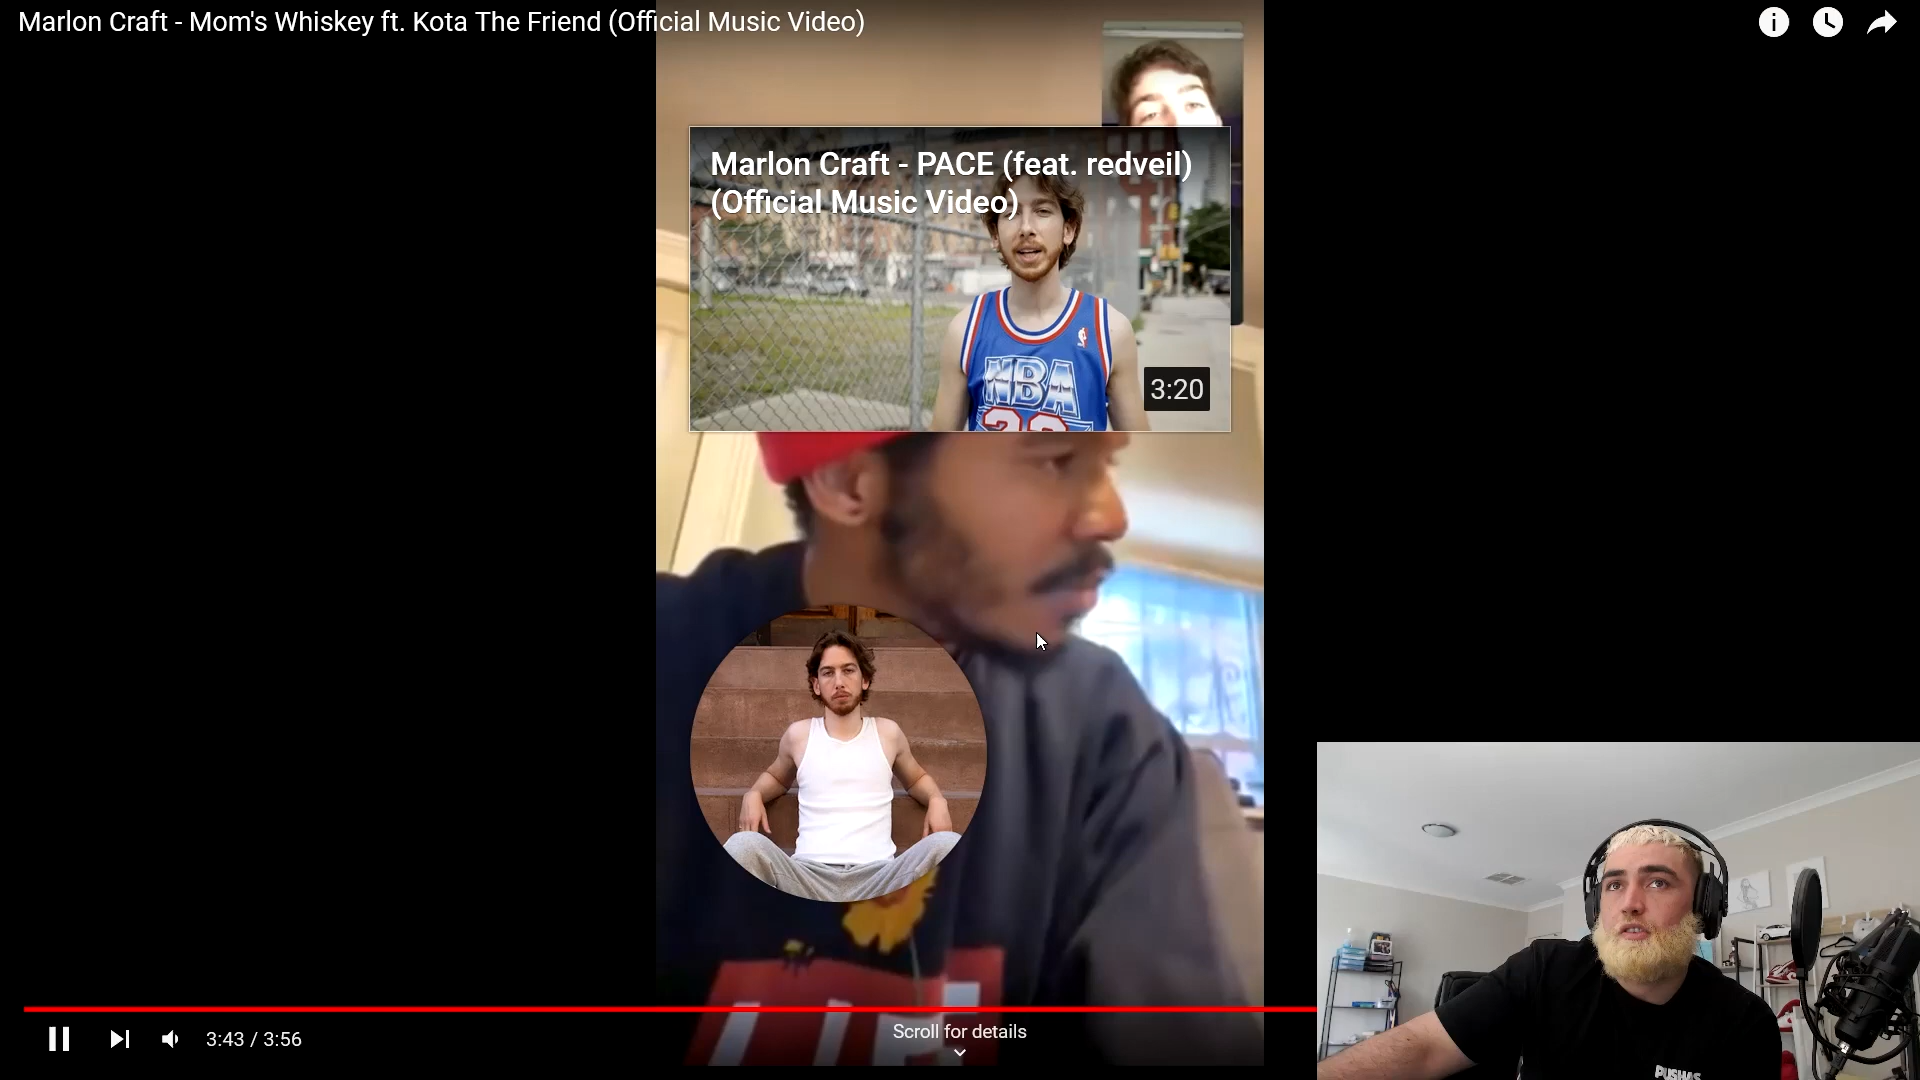 Marlon Craft - Mom's Whiskey ft. Kota The Friend (Official Music Video)
Marlon Craft - PACE (feat. redveil)
(Official Music Video)
NBA
3:20
3:43 / 3:56
Scroll for details
PUSHAS